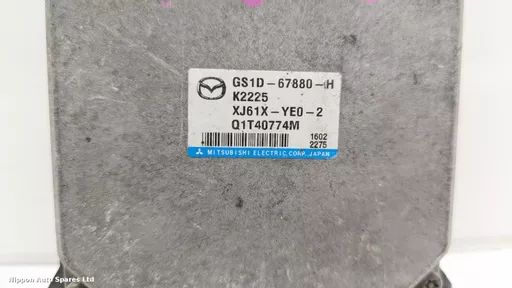 GS1D-67880-H
K2225
XJ61X-YE0-2
Q1T40774M
1602
2275
MITSUBISHI ELECTRIC CORP. JAPAN
Nippon Auto Spares Ltd